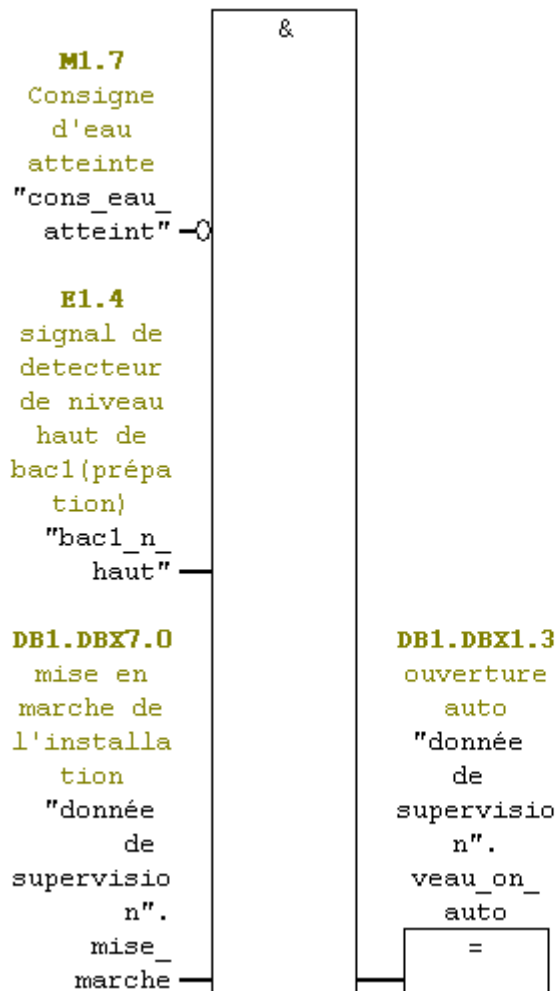 &
M1.7
Consigne
d'eau
atteinte
"cons_eau_
atteint"
E1.4
signal de
detecteur
de niveau
haut de
bac1(prépa
tion)
"bac1_n_
haut"
DB1.DBX7.0
mise en
marche de
l'installa
tion
"donnée
de
supervisio
n".
mise_
marche
DB1.DBX1.3
ouverture
auto
"donnée
de
supervisio
n".
veau_on_
auto
=